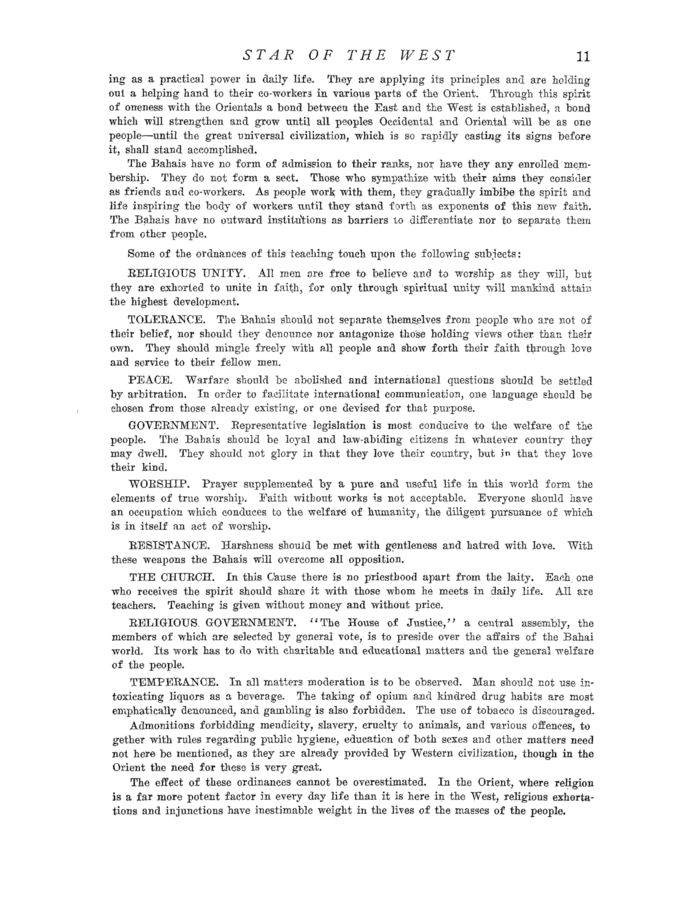 STAR OF THE WEST 11
ing as a practical power in daily life. They are applying its principles and are holding
out a helping hand to their co-workers in various parts of the Orient. Through this spirit
of oneness with the Orientals a bond between the East and the West is established, a bond
which will strengthen and grow until all peoples Occidental and Oriental will be as one
people—until the great universal civilization, which is so rapidly casting its signs before
it, shall stand accomplished.
The Bahais have no form of admission to their ranks, nor have they any enrolled mem-
bership. They do not form a sect. Those who sympathize with their aims they consider
as friends and co-workers. As people work with them, they gradually imbibe the spirit and
life inspiring the body of workers until they stand forth as exponents of this new faith.
The Bahais have no outward institutions as barriers to differentiate nor to separate them
from other people.
Some of the ordnances of this teaching touch upon the following subjects:
RELIGIOUS UNITY. All men are free to believe and to worship as they will, but
they are exhorted to unite in faith, for only through spiritual unity will mankind attain
the highest development.
TOLERANCE. The Bahais should not separate themselves from people who are not of
their belief, nor should they denounce nor antagonize those holding views other than their
own. They should mingle freely with all people and show forth their faith through love
and service to their fellow men.
PEACE. Warfare should be abolished and international questions should be settled
by arbitration. In order to facilitate international communication, one language should be
chosen from those already existing, or one devised for that purpose.
GOVERNMENT. Representative legislation is most conducive to the welfare of the
people. The Bahais should be loyal and law-abiding citizens in whatever country they
may dwell. They should not glory in that they love their country, but in that they love
their kind.
WORSHIP. Prayer supplemented by a pure and useful life in this world form the
elements of true worship. Faith without works is not acceptable. Everyone should have
an occupation which conduces to the welfare of humanity, the diligent pursuance of which
is in itself an act of worship.
RESISTANCE. Harshness should be met with gentleness and hatred with love. With
these weapons the Bahais will overcome all opposition.
THE CHURCH. In this Cause there is no priesthood apart from the laity. Each one
who receives the spirit should share it with those whom he meets in daily life. All are
teachers. Teaching is given without money and without price.
RELIGIOUS GOVERNMENT. "The House of Justice," a central assembly, the
members of which are selected by general vote, is to preside over the affairs of the Bahai
world. Its work has to do with charitable and educational matters and the general welfare
of the people.
TEMPERANCE. In all matters moderation is to be observed. Man should not use in-
toxicating liquors as a beverage. The taking of opium and kindred drug habits are most
emphatically denounced, and gambling is also forbidden. The use of tobacco is discouraged.
Admonitions forbidding mendicity, slavery, cruelty to animals, and various offences, to
gether with rules regarding public hygiene, education of both sexes and other matters need
not here be mentioned, as they are already provided by Western civilization, though in the
Orient the need for these is very great.
The effect of these ordinances cannot be overestimated. In the Orient, where religion
is a far more potent factor in every day life than it is here in the West, religious exhorta-
tions and injunctions have inestimable weight in the lives of the masses of the people.